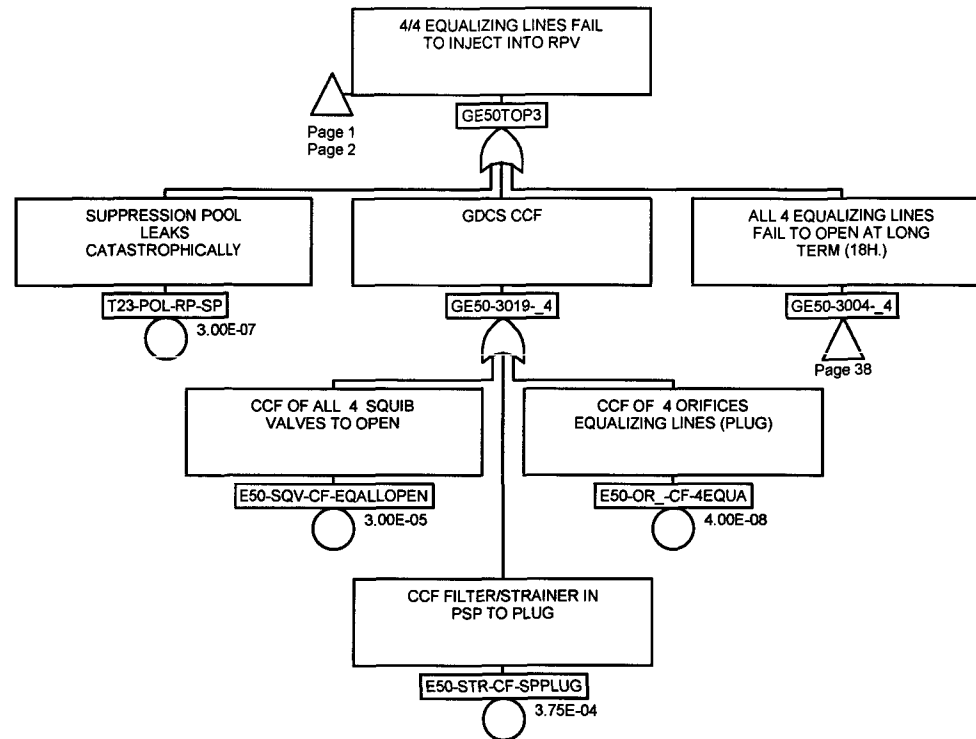 4/4 EQUALIZING LINES FAIL
TO INJECT INTO RPV
Page 1
Page 2
GE50TOP3
SUPPRESSION POOL
LEAKS
CATASTROPHICALLY
T23-POL-RP-SP
3.00E-07
GDCS CCF
GE50-3019-_4
ALL 4 EQUALIZING LINES
FAIL TO OPEN AT LONG
TERM (18H.)
GE50-3004-_4
Page 38
CCF OF ALL 4 SQUIB
VALVES TO OPEN
E50-SQV-CF-EQALLOPEN
3.00E-05
CCF OF 4 ORIFICES
EQUALIZING LINES (PLUG)
E50-OR_-CF-4EQUA
4.00E-08
CCF FILTER/STRAINER IN
PSP TO PLUG
E50-STR-CF-SPPLUG
3.75E-04